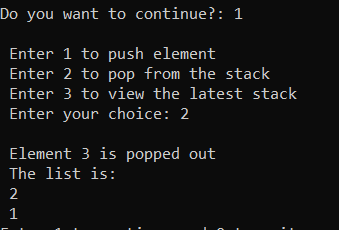 Do you want to continue?: 1
Enter 1 to push element
Enter 2 to pop from the stack
Enter 3 to view the latest stack
Enter your choice: 2
Element 3 is popped out
The list is:
2
1